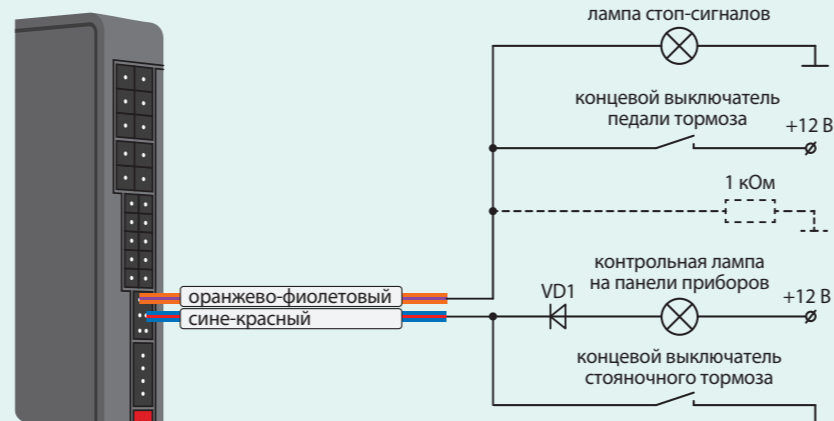 лампа стоп-сигналов
концевой выключатель
педали тормоза
+12 В
1 кОм
оранжево-фиолетовый
сине-красный
VD1
контрольная лампа
на панели приборов
+12 В
концевой выключатель
стояночного тормоза